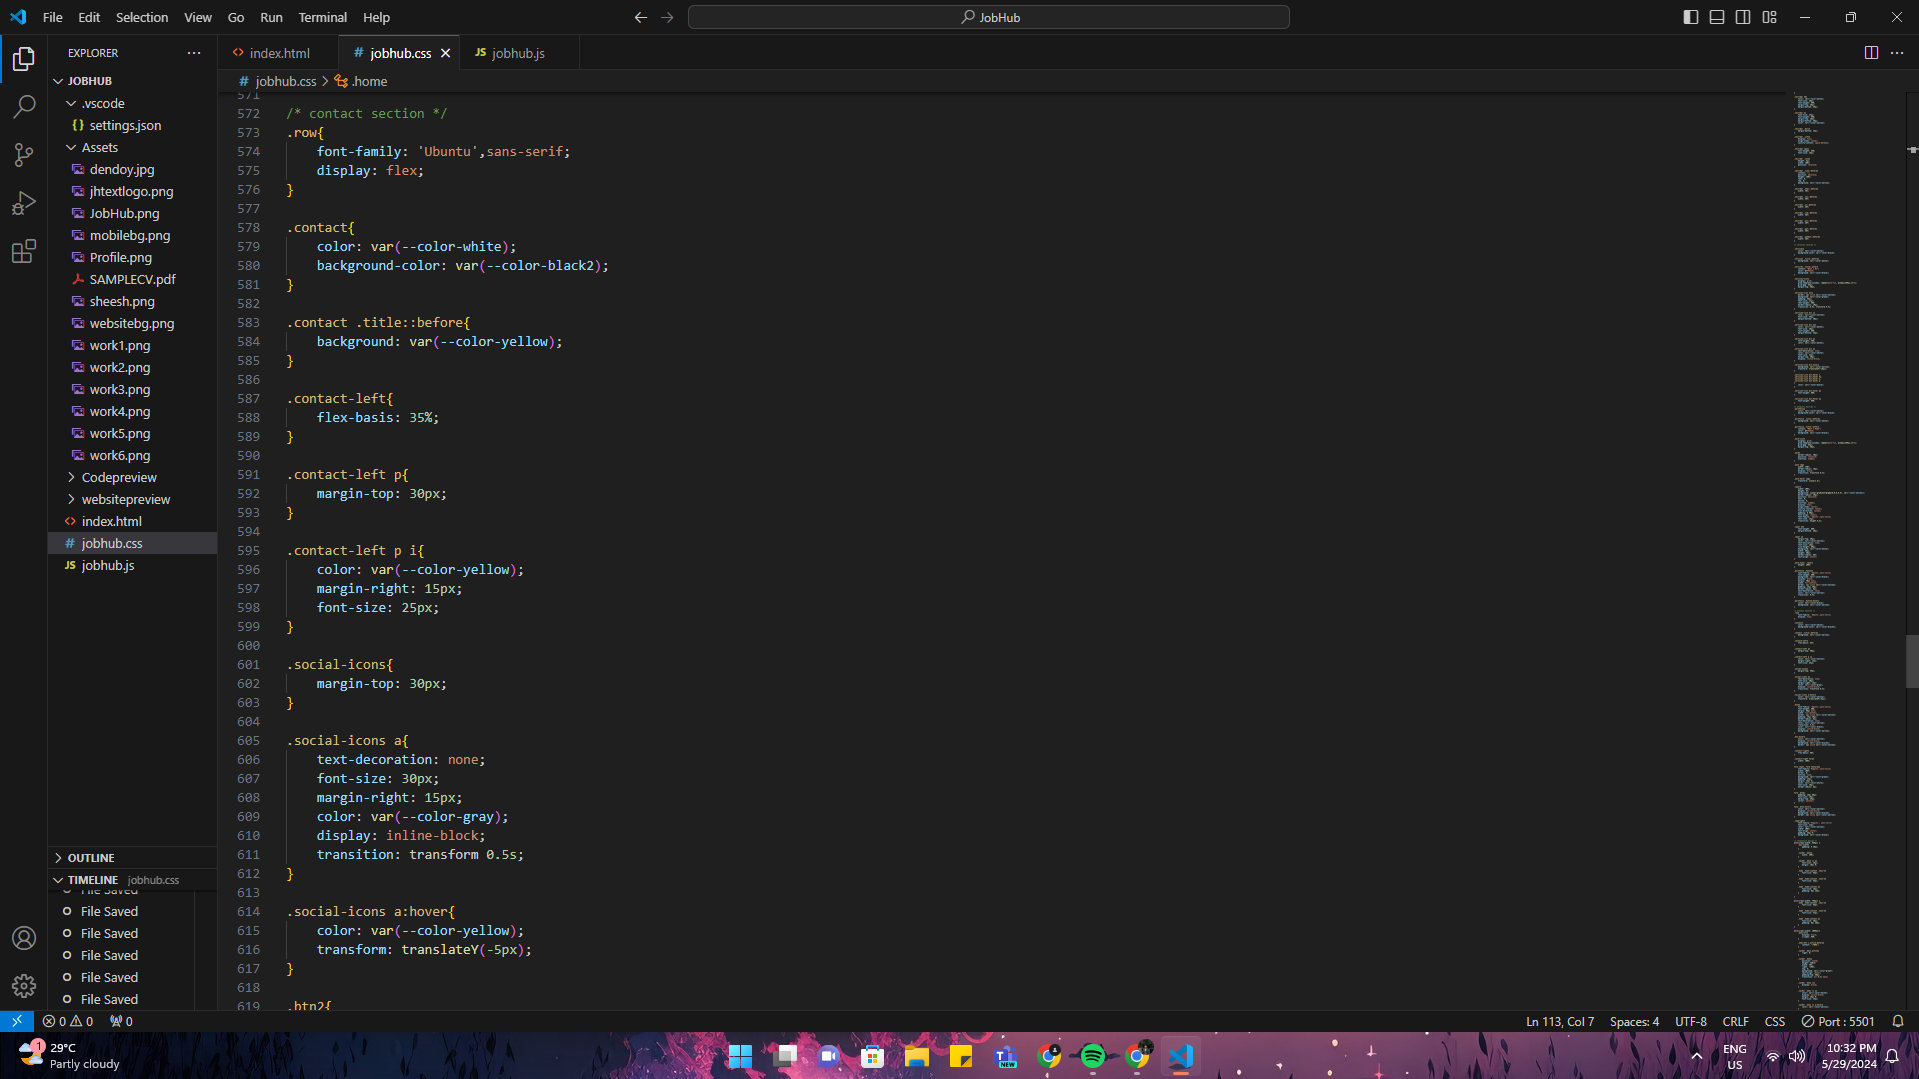 File Edit Selection View Go Run Terminal Help
JobHub
EXPLORER
index.html
jobhub.css
jobhub.js
JOBHUB
jobhub.css > .home
.vscode
settings.json
Assets
dendoy.jpg
jhtextlogo.png
JobHub.png
mobilebg.png
Profile.png
SAMPLECV.pdf
sheesh.png
websitebg.png
work1.png
work2.png
work3.png
work4.png
work5.png
work6.png
Codepreview
websitepreview
index.html
jobhub.css
jobhub.js
OUTLINE
TIMELINE jobhub.css
File Saved
File Saved
File Saved
File Saved
File Saved
File Saved
571
572 /* contact section */
573 .row{
574 font-family: 'Ubuntu',sans-serif;
575 display: flex;
576 }
577
578 .contact{
579 color: var(--color-white);
580 background-color: var(--color-black2);
581 }
582
583 .contact .title::before{
584 background: var(--color-yellow);
585 }
586
587 .contact-left{
588 flex-basis: 35%;
589 }
590
591 .contact-left p{
592 margin-top: 30px;
593 }
594
595 .contact-left p i{
596 color: var(--color-yellow);
597 margin-right: 15px;
598 font-size: 25px;
599 }
600
601 .social-icons{
602 margin-top: 30px;
603 }
604
605 .social-icons a{
606 text-decoration: none;
607 font-size: 30px;
608 margin-right: 15px;
609 color: var(--color-gray);
610 display: inline-block;
611 transition: transform 0.5s;
612 }
613
614 .social-icons a:hover{
615 color: var(--color-yellow);
616 transform: translateY(-5px);
617 }
618
619 .btn2{
0 0 0
Ln 113, Col 7 Spaces: 4 UTF-8 CRLF CSS Port : 5501
1
29°C
Partly cloudy
NEW
ENG
US
10:32 PM
5/29/2024